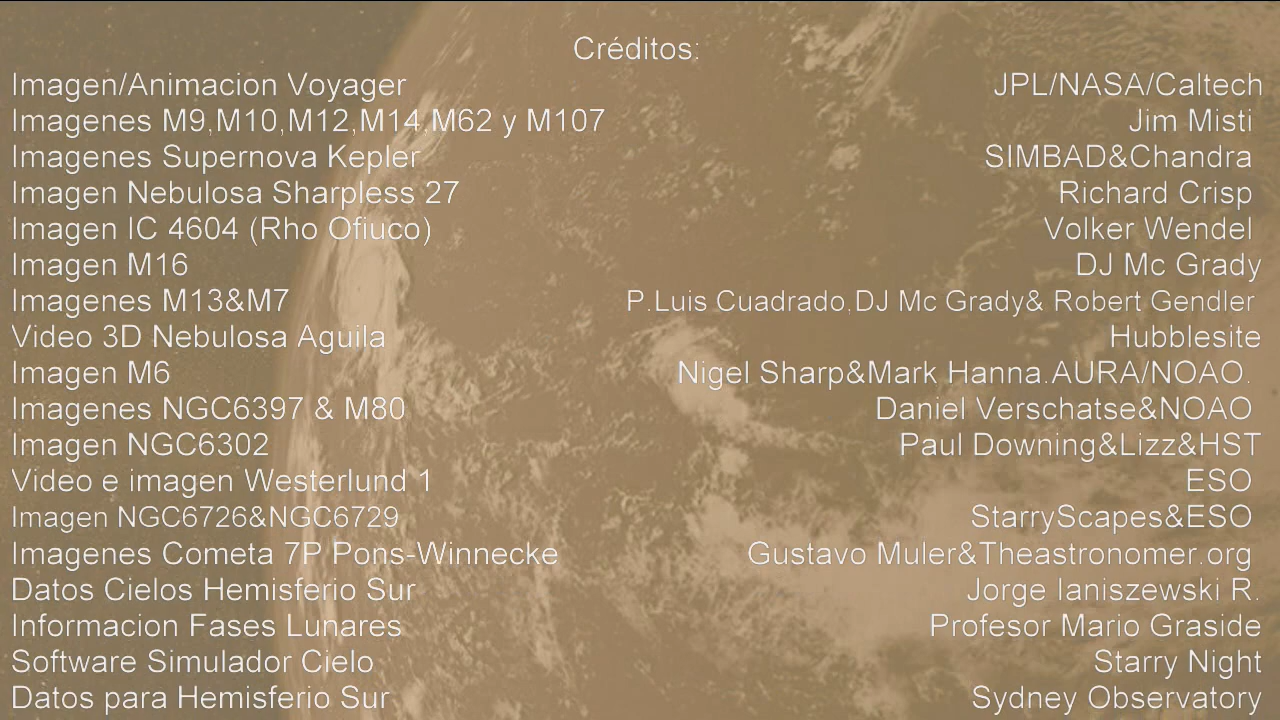 Créditos:
Imagen/Animacion Voyager JPL/NASA/Caltech
Imagenes M9,M10,M12,M14,M62 y M107 Jim Misti
Imagenes Supernova Kepler SIMBAD&Chandra
Imagen Nebulosa Sharpless 27 Richard Crisp
Imagen IC 4604 (Rho Ofiuco) Volker Wendel
Imagen M16 DJ Mc Grady
Imagenes M13&M7 P.Luis Cuadrado,DJ Mc Grady& Robert Gendler
Video 3D Nebulosa Aguila Hubblesite
Imagen M6 Nigel Sharp&Mark Hanna.AURA/NOAO.
Imagenes NGC6397 & M80 Daniel Verschatse&NOAO
Imagen NGC6302 Paul Downing&Lizz&HST
Video e imagen Westerlund 1 ESO
Imagen NGC6726&NGC6729 StarryScapes&ESO
Imagenes Cometa 7P Pons-Winnecke Gustavo Muler&Theastronomer.org
Datos Cielos Hemisferio Sur Jorge Ianiszewski R.
Informacion Fases Lunares Profesor Mario Graside
Software Simulador Cielo Starry Night
Datos para Hemisferio Sur Sydney Observatory